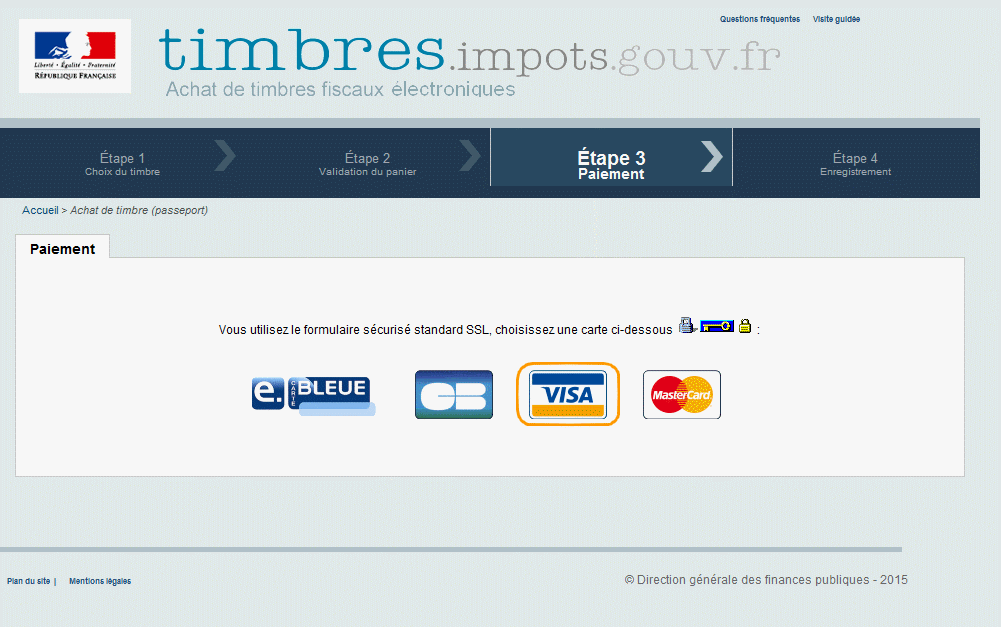 Questions fréquentes Visite guidée
Liberté • Égalité • Fraternité
RÉPUBLIQUE FRANÇAISE
timbres.impots.gouv.fr
Achat de timbres fiscaux électroniques
Étape 1
Choix du timbre
Étape 2
Validation du panier
Étape 3
Paiement
Étape 4
Enregistrement
Accueil > Achat de timbre (passeport)
Paiement
Vous utilisez le formulaire sécurisé standard SSL, choisissez une carte ci-dessous :
e. CARTE BLEUE
CB
VISA
MasterCard
Plan du site | Mentions légales
© Direction générale des finances publiques - 2015